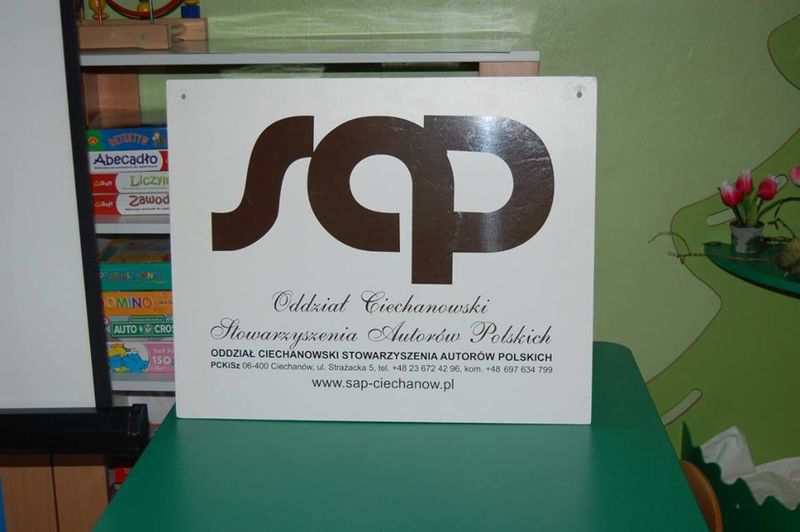 sap
Oddział Ciechanowski
Stowarzyszenia Autorów Polskich
ODDZIAŁ CIECHANOWSKI STOWARZYSZENIA AUTORÓW POLSKICH
PCKiSz 06-400 Ciechanów, ul. Strażacka 5, tel. +48 23 672 42 96, kom. +48 697 634 799
www.sap-ciechanow.pl
DETEKTYW
Abecadło
Liczym
Zawod
DOMINO
AUTO CROS
Trefl
150